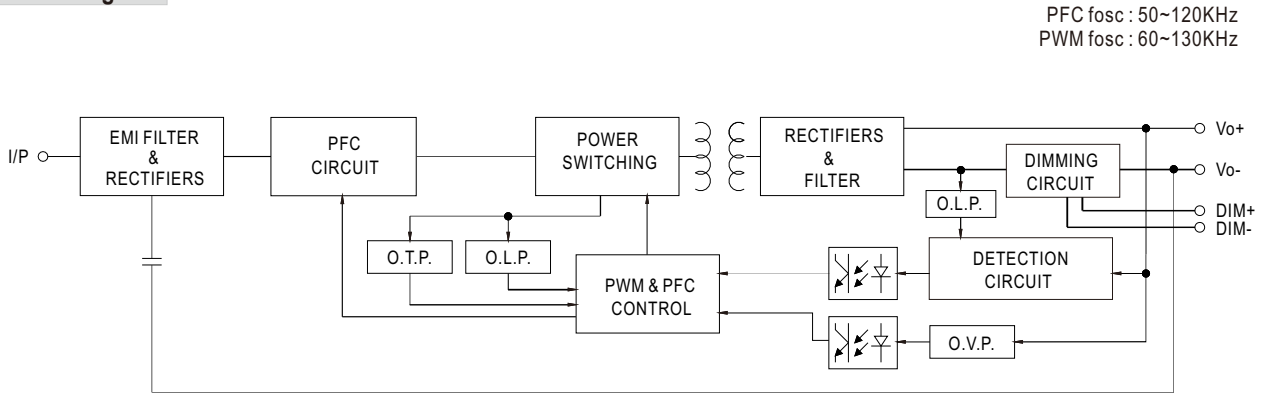 PFC fosc : 50~120KHz
PWM fosc : 60~130KHz
EMI FILTER
&
RECTIFIERS
PFC
CIRCUIT
POWER
SWITCHING
RECTIFIERS
&
FILTER
DIMMING
CIRCUIT
I/P
Vo+
Vo-
DIM+
DIM-
O.L.P.
O.T.P.
O.L.P.
PWM & PFC
CONTROL
DETECTION
CIRCUIT
O.V.P.